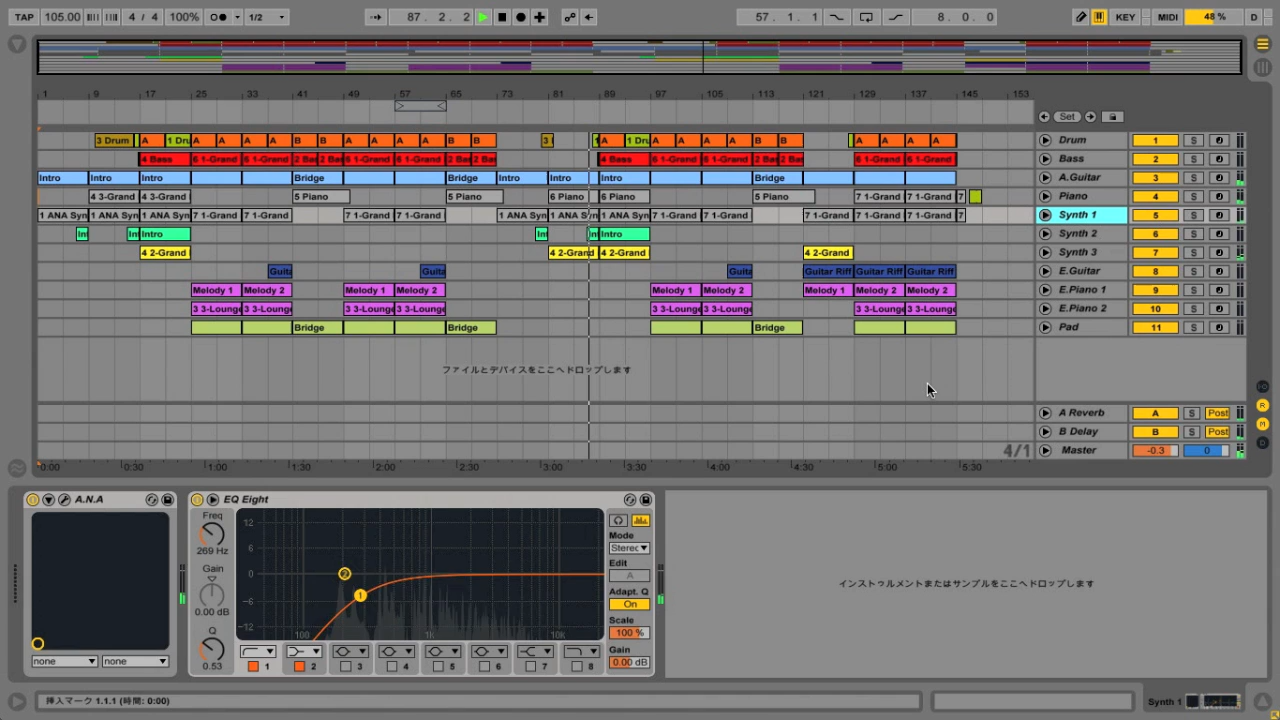 TAP 105.00 4 / 4 100% 1/2 87. 2. 2 57. 1. 1 8. 0. 0 KEY MIDI 48 % D
1 9 17 25 33 41 49 57 65 73 81 89 97 105 113 121 129 137 145 153
Set
3 Drum A 1 Dru A A A A B B A A A A B B 3 1 A 1 Dru A A A A B B A A A A Drum 1 S
4 Bass 6 1-Grand 6 1-Grand 2 Bas 2 Bas 6 1-Grand 6 1-Grand 2 Bas 2 Bas 4 Bass 6 1-Grand 6 1-Grand 2 Bas 2 Bas 6 1-Grand 6 1-Grand Bass 2 S
Intro Bridge Bridge Intro Intro Intro Bridge A.Guitar 3 S
4 3-Grand 4 3-Grand 5 Piano 5 Piano 6 Piano 6 Piano 5 Piano 7 1-Grand 7 1-Grand 7 Piano 4 S
1 ANA Syn 1 ANA Syn 1 ANA Syn 7 1-Grand 7 1-Grand 7 1-Grand 7 1-Grand 1 ANA Syn 1 ANA S 1 ANA Syn 7 1-Grand 7 1-Grand 7 1-Grand 7 1-Grand 7 1-Grand 7 Synth 1 5 S
Int Int Intro Int Int Intro Synth 2 6 S
4 2-Grand 4 2-Grand 4 2-Grand 4 2-Grand Synth 3 7 S
Guita Guita Guita Guitar Riff Guitar Riff Guitar Riff E.Guitar 8 S
Melody 1 Melody 2 Melody 1 Melody 2 Melody 1 Melody 2 Melody 1 Melody 2 Melody 2 E.Piano 1 9 S
3 3-Lounge 3 3-Lounge 3 3-Lounge 3 3-Lounge 3 3-Lounge 3 3-Lounge 3 3-Lounge 3 3-Lounge E.Piano 2 10 S
Bridge Bridge Bridge Pad 11 S
ファイルとデバイスをここへドロップします
A Reverb A S Post
B Delay B S Post
4/1 Master -0.3 0
0:00 0:30 1:00 1:30 2:00 2:30 3:00 3:30 4:00 4:30 5:00 5:30
A.N.A
none none
EQ Eight
Freq
269 Hz
Gain
0.00 dB
Q
0.53
12
6
0
-6
-12
100 1K 10K
2
1
1 2 3 4 5 6 7 8
Mode
Stereo
Edit
A
Adapt. Q
On
Scale
100 %
Gain
0.00 dB
インストゥルメントまたはサンプルをここへドロップします
挿入マーク 1.1.1 (時間: 0:00)
Synth 1